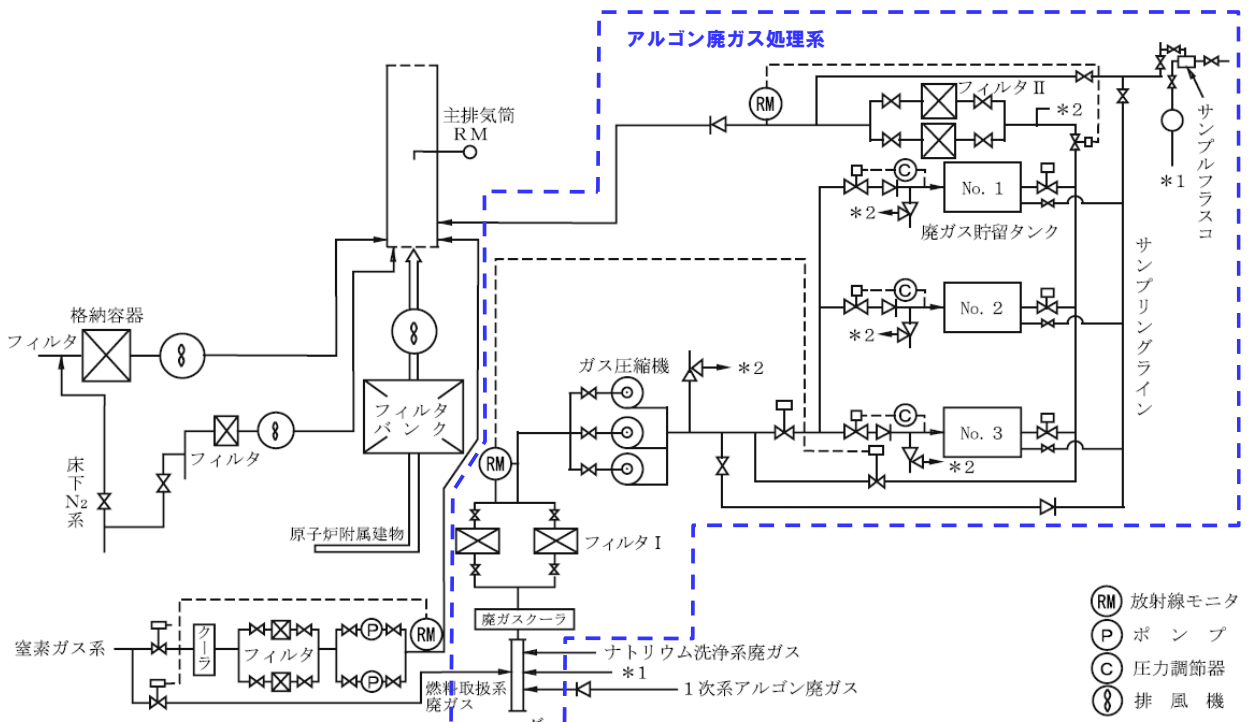 アルゴン廃ガス処理系
主排気筒
RM
RM
フィルタⅡ
*2
サンプルフラスコ
*1
C
No. 1
*2
廃ガス貯留タンク
C
No. 2
*2
サンプリングライン
格納容器
フィルタ
ガス圧縮機
*2
C
No. 3
*2
フィルタ
バンク
フィルタ
床下N₂系
RM
原子炉附属建物
フィルタⅠ
廃ガスクーラ
窒素ガス系
クーラ
フィルタ
P
P
RM
燃料取扱系
廃ガス
ナトリウム洗浄系廃ガス
*1
1次系アルゴン廃ガス
RM 放射線モニタ
P ポンプ
C 圧力調節器
排風機